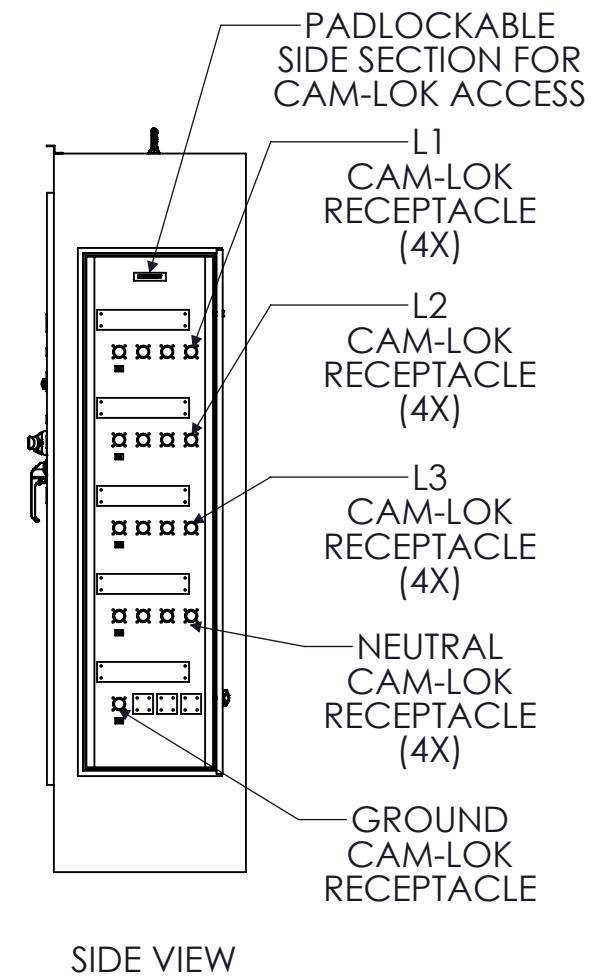 PADLOCKABLE
SIDE SECTION FOR
CAM-LOK ACCESS
L1
CAM-LOK
RECEPTACLE
(4X)
L2
CAM-LOK
RECEPTACLE
(4X)
L3
CAM-LOK
RECEPTACLE
(4X)
NEUTRAL
CAM-LOK
RECEPTACLE
(4X)
GROUND
CAM-LOK
RECEPTACLE
SIDE VIEW